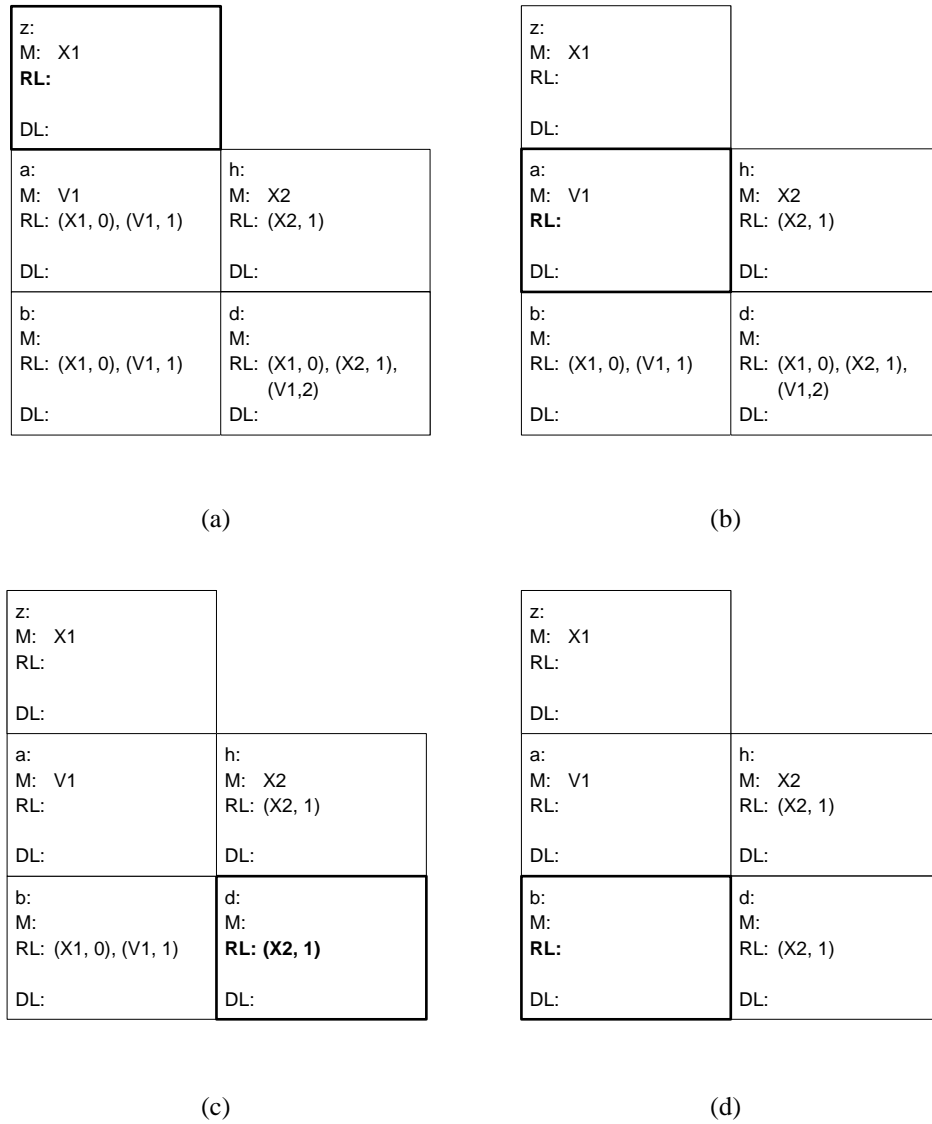 z:
M: X1
RL:
DL:
a:
M: V1
RL: (X1, 0), (V1, 1)
DL:
h:
M: X2
RL: (X2, 1)
DL:
b:
M:
RL: (X1, 0), (V1, 1)
DL:
d:
M:
RL: (X1, 0), (X2, 1),
(V1,2)
DL:
(a)
z:
M: X1
RL:
DL:
a:
M: V1
RL:
DL:
h:
M: X2
RL: (X2, 1)
DL:
b:
M:
RL: (X1, 0), (V1, 1)
DL:
d:
M:
RL: (X1, 0), (X2, 1),
(V1,2)
DL:
(b)
z:
M: X1
RL:
DL:
a:
M: V1
RL:
DL:
h:
M: X2
RL: (X2, 1)
DL:
b:
M:
RL: (X1, 0), (V1, 1)
DL:
d:
M:
RL: (X2, 1)
DL:
(c)
z:
M: X1
RL:
DL:
a:
M: V1
RL:
DL:
h:
M: X2
RL: (X2, 1)
DL:
b:
M:
RL:
DL:
d:
M:
RL: (X2, 1)
DL:
(d)